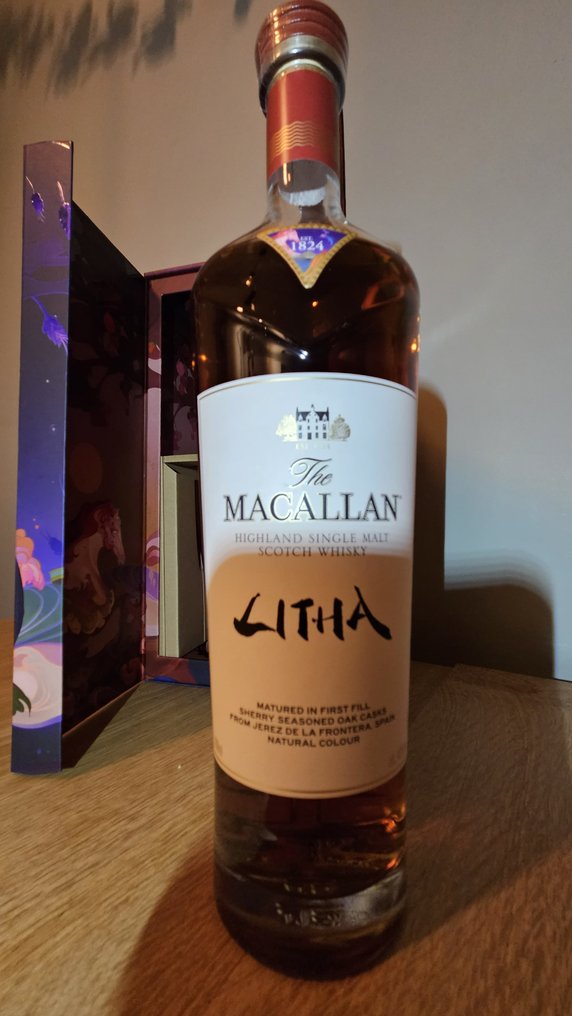 EST.
1824
The
MACALLAN
HIGHLAND SINGLE MALT
SCOTCH WHISKY
LITHA
MATURED IN FIRST FILL
SHERRY SEASONED OAK CASKS
FROM JEREZ DE LA FRONTERA, SPAIN
NATURAL COLOUR